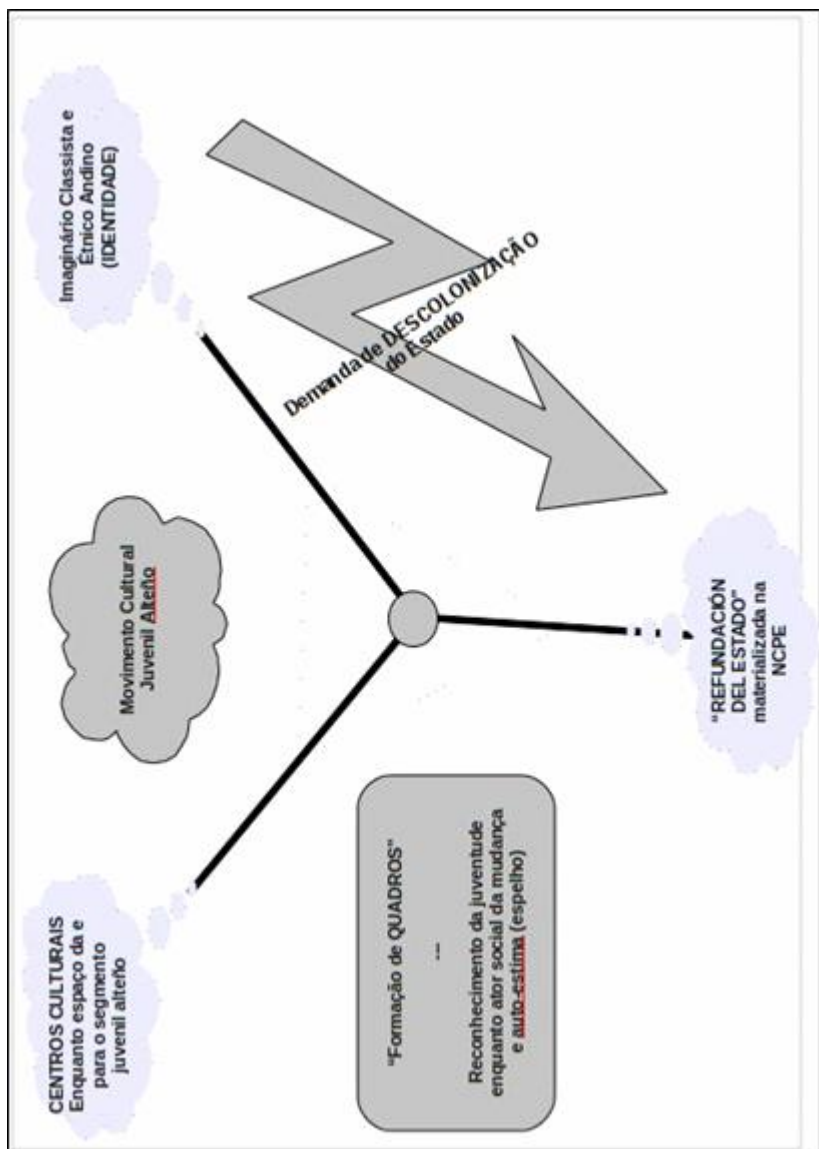 CENTROS CULTURAIS
Enquanto espaço da e
para o segmento
juvenil alteño
Movimento Cultural
Juvenil Alteño
Imaginário Classista e
Étnico Andino
(IDENTIDADE)
Demanda de DESCOLONIZAÇÃO
do Estado
"Formação de QUADROS"
---
Reconhecimento da juventude
enquanto ator social da mudança
e auto-estima (espelho)
"REFUNDACIÓN
DEL ESTADO"
materializada na
NCPE